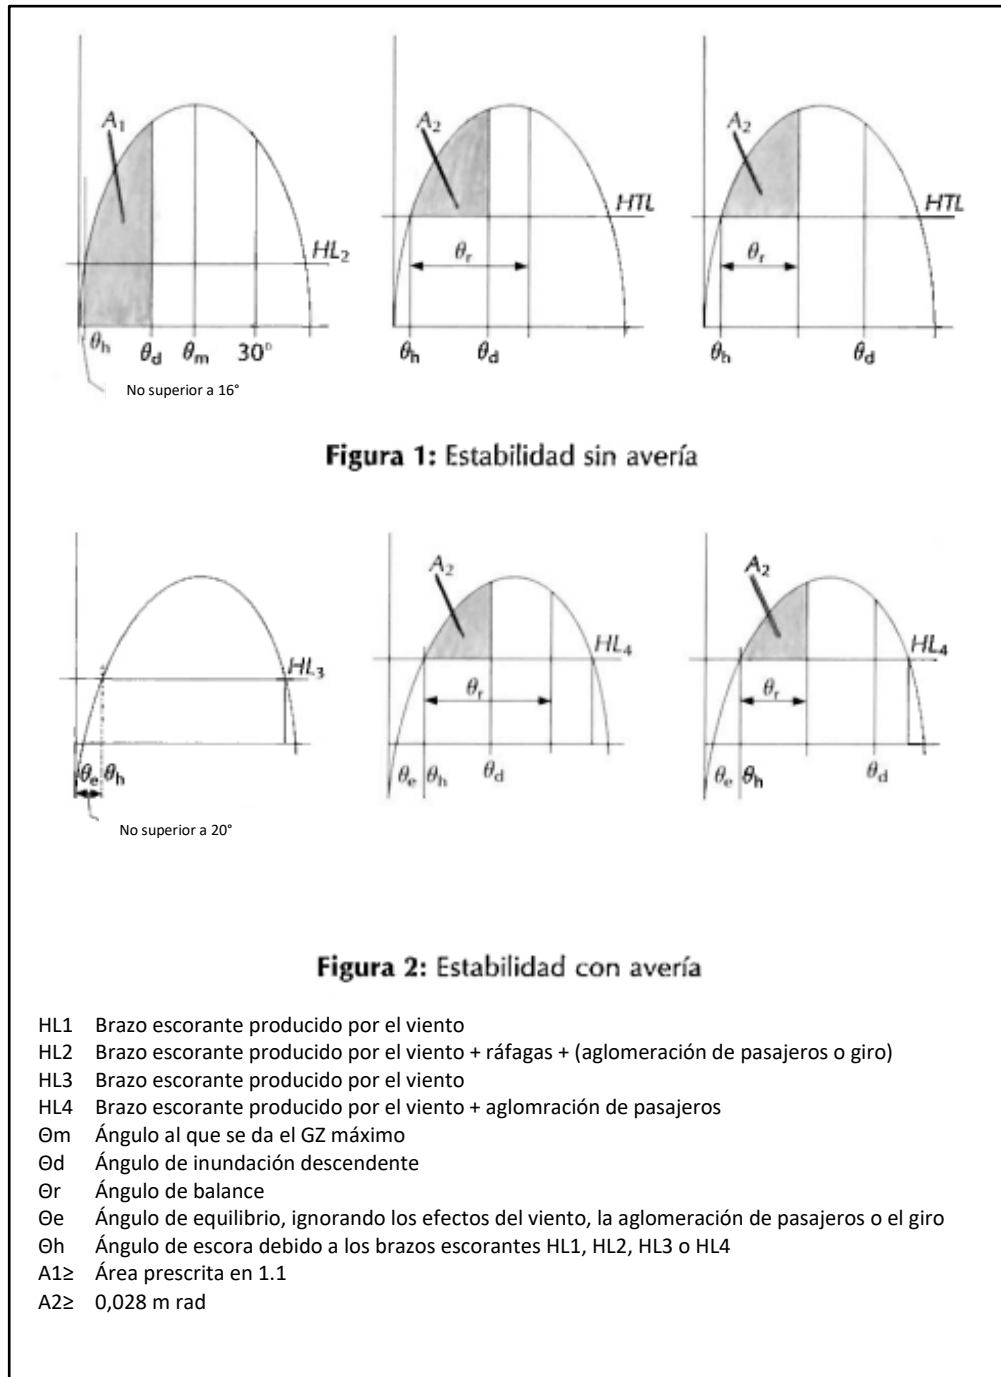 A1
A2
A2
HL2
HTL
HTL
θr
θr
θh
θd
θm
30°
θh
θd
θh
θd
No superior a 16°
Figura 1: Estabilidad sin avería
A2
A2
HL3
HL4
HL4
θr
θr
θe
θh
θe
θh
θd
θe
θh
θd
No superior a 20°
Figura 2: Estabilidad con avería
HL1 Brazo escorante producido por el viento
HL2 Brazo escorante producido por el viento + ráfagas + (aglomeración de pasajeros o giro)
HL3 Brazo escorante producido por el viento
HL4 Brazo escorante producido por el viento + aglomración de pasajeros
Θm Ángulo al que se da el GZ máximo
Θd Ángulo de inundación descendente
Θr Ángulo de balance
Θe Ángulo de equilibrio, ignorando los efectos del viento, la aglomeración de pasajeros o el giro
Θh Ángulo de escora debido a los brazos escorantes HL1, HL2, HL3 o HL4
A1≥ Área prescrita en 1.1
A2≥ 0,028 m rad